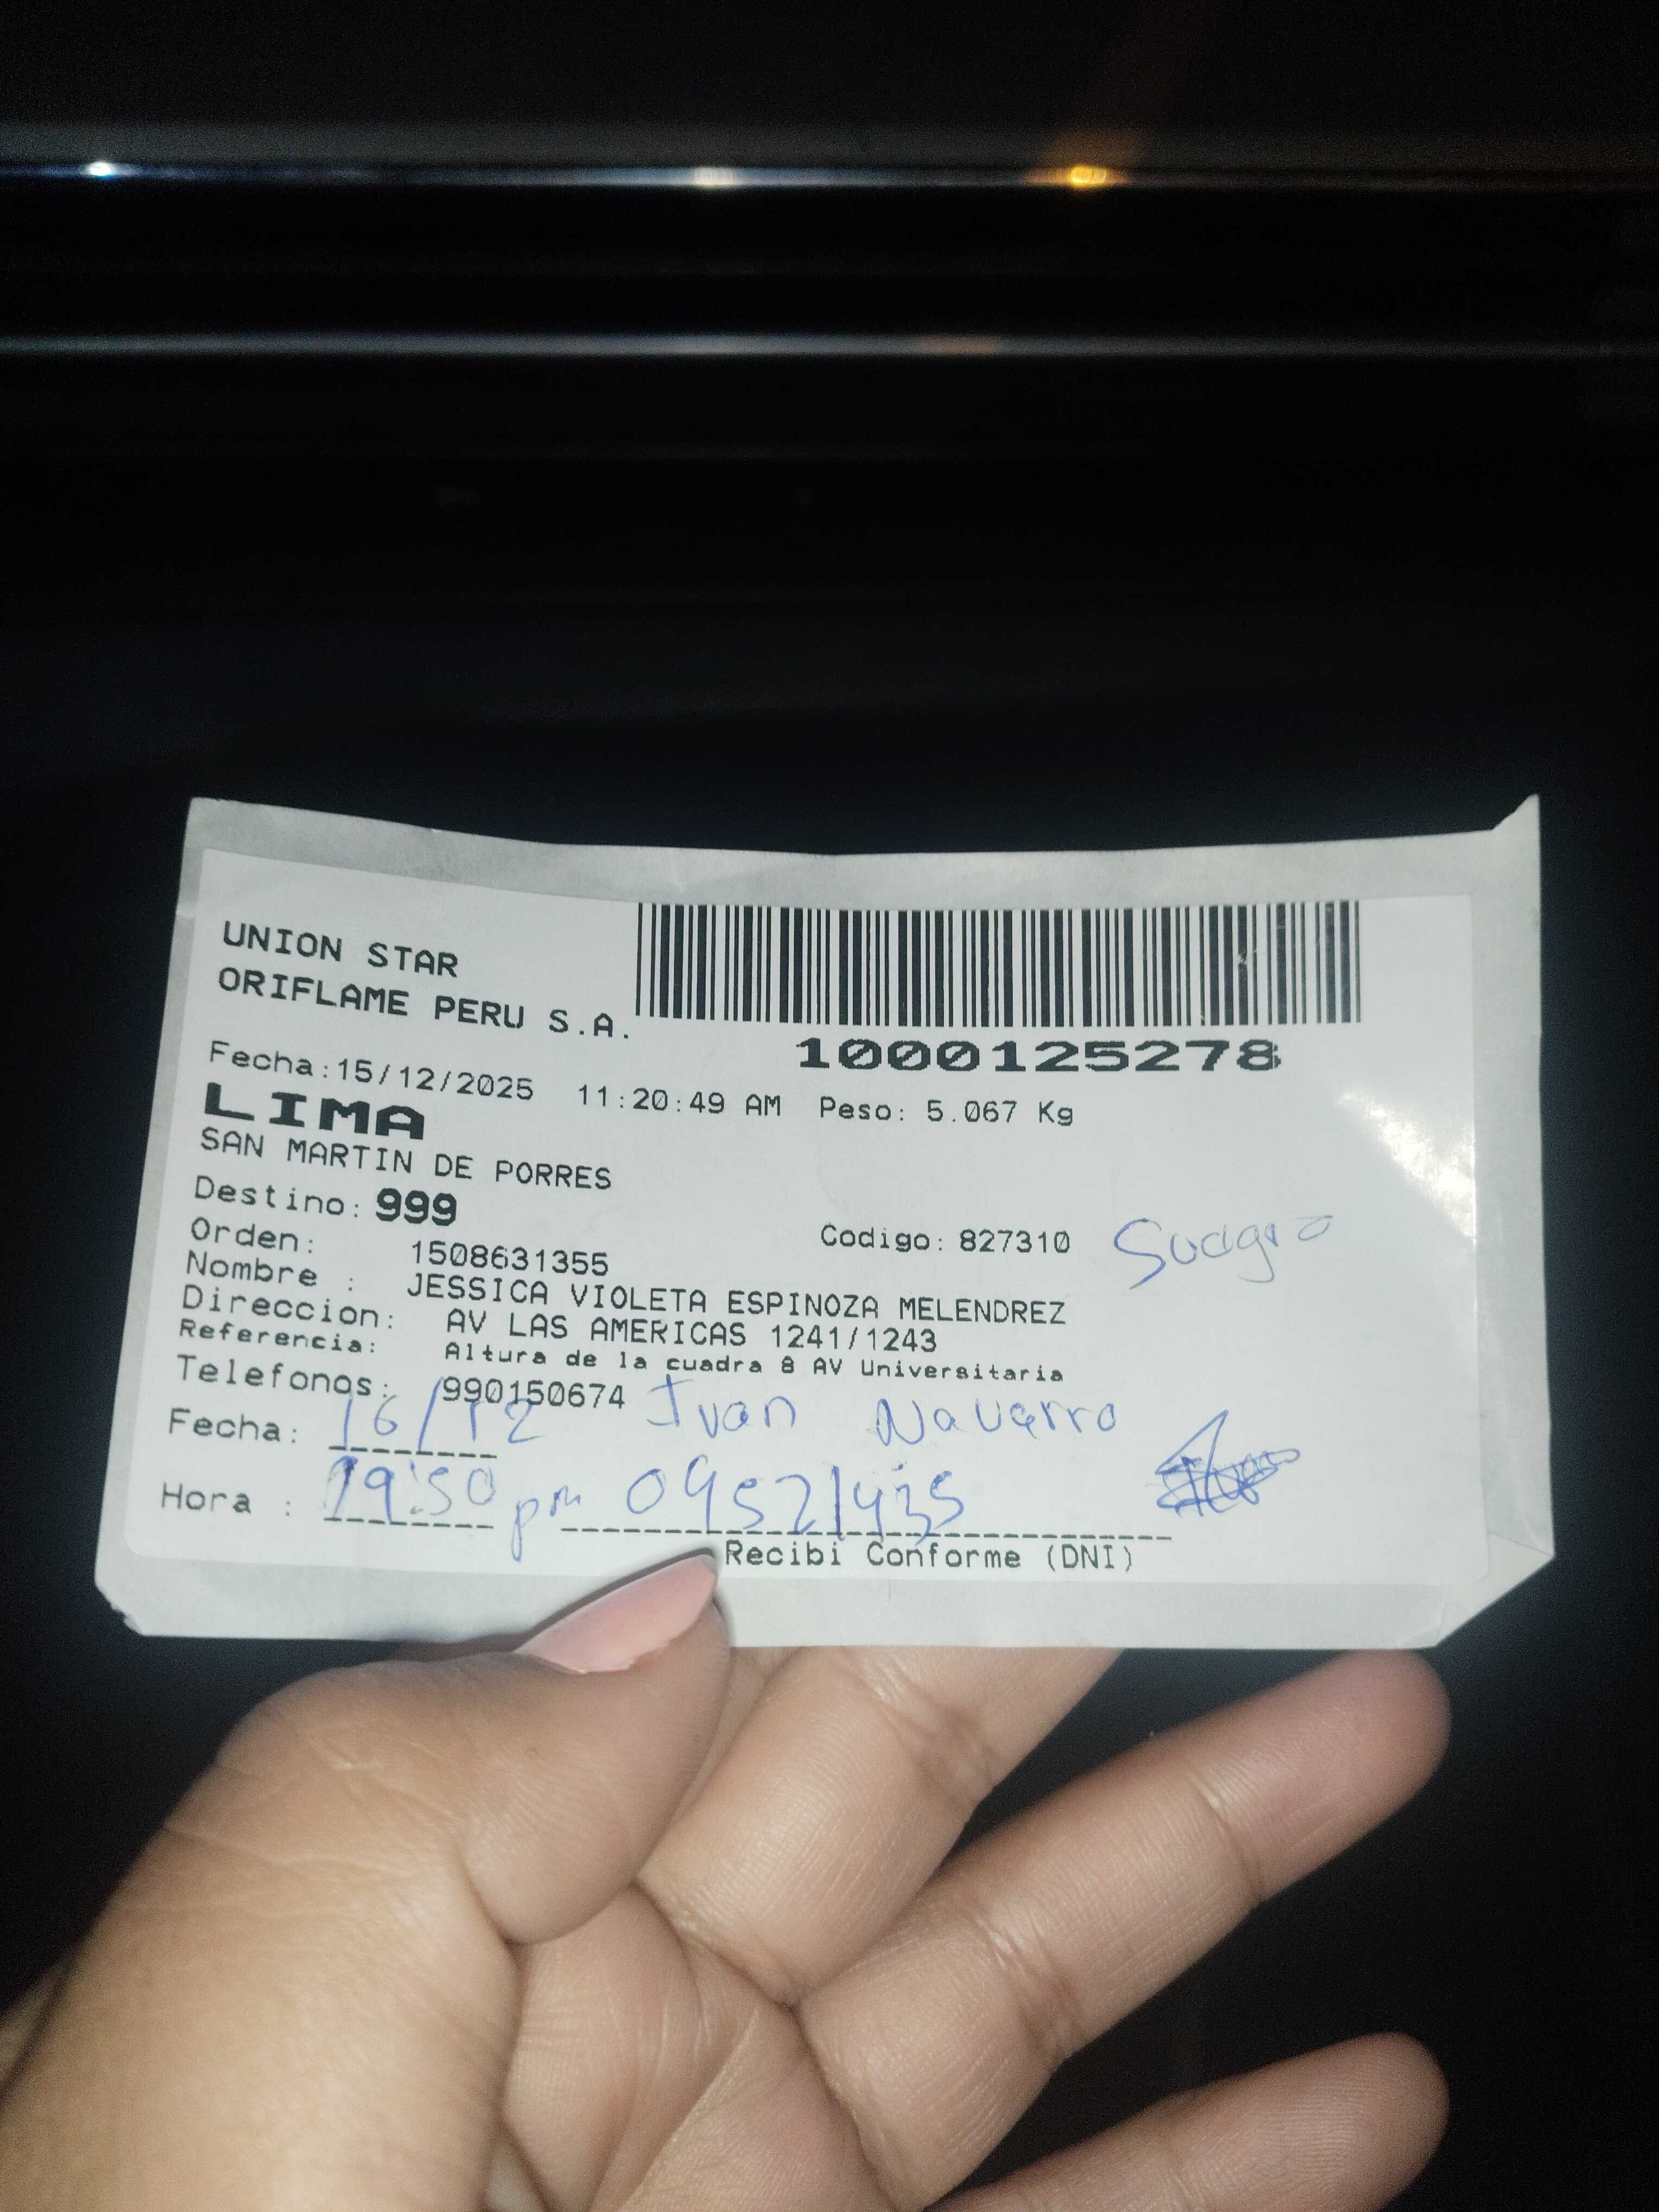 UNION STAR
ORIFLAME PERU S.A.
1000125278
Fecha:15/12/2025 11:20:49 AM Peso: 5.067 Kg
LIMA
SAN MARTIN DE PORRES
Destino: 999
Orden: 1508631355 Codigo: 827310 Suegro
Nombre : JESSICA VIOLETA ESPINOZA MELENDREZ
Direccion: AV LAS AMERICAS 1241/1243
Referencia: Altura de la cuadra 8 AV Universitaria
Telefonos: 990150674
Fecha: 16/12 Ivan Navarro
Hora : 19:50 pm 09521435
Recibi Conforme (DNI)